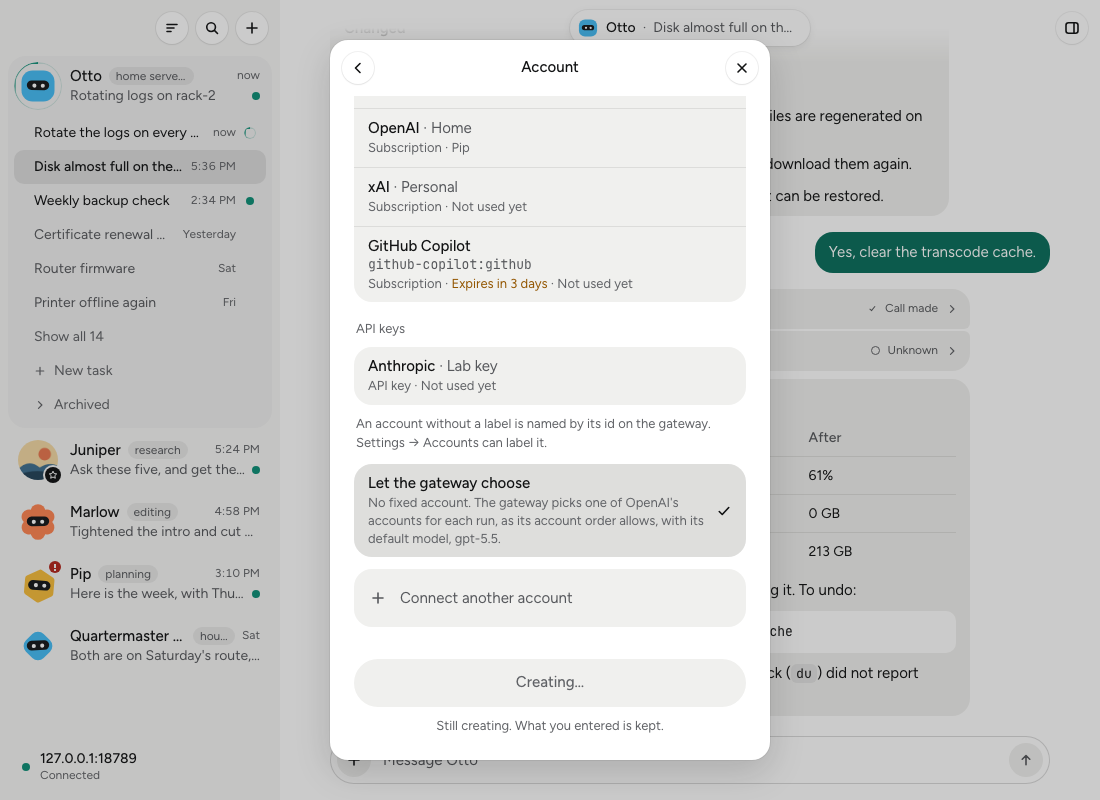 Otto
home serve...
now
Rotating logs on rack-2
Rotate the logs on every ...
now
Disk almost full on the...
5:36 PM
Weekly backup check
2:34 PM
Certificate renewal ...
Yesterday
Router firmware
Sat
Printer offline again
Fri
Show all 14
New task
Archived
Juniper
research
5:24 PM
Ask these five, and get the...
Marlow
editing
4:58 PM
Tightened the intro and cut ...
Pip
planning
3:10 PM
Here is the week, with Thu...
Quartermaster ...
hou...
Sat
Both are on Saturday's route,...
127.0.0.1:18789
Connected
changed
Otto · Disk almost full on th...
iles are regenerated on
download them again.
t can be restored.
Yes, clear the transcode cache.
Call made
Unknown
After
61%
0 GB
213 GB
g it. To undo:
che
ck (du) did not report
Message Otto
Account
OpenAI · Home
Subscription · Pip
xAI · Personal
Subscription · Not used yet
GitHub Copilot
github-copilot:github
Subscription · Expires in 3 days · Not used yet
API keys
Anthropic · Lab key
API key · Not used yet
An account without a label is named by its id on the gateway.
Settings → Accounts can label it.
Let the gateway choose
No fixed account. The gateway picks one of OpenAI's
accounts for each run, as its account order allows, with its
default model, gpt-5.5.
Connect another account
Creating...
Still creating. What you entered is kept.